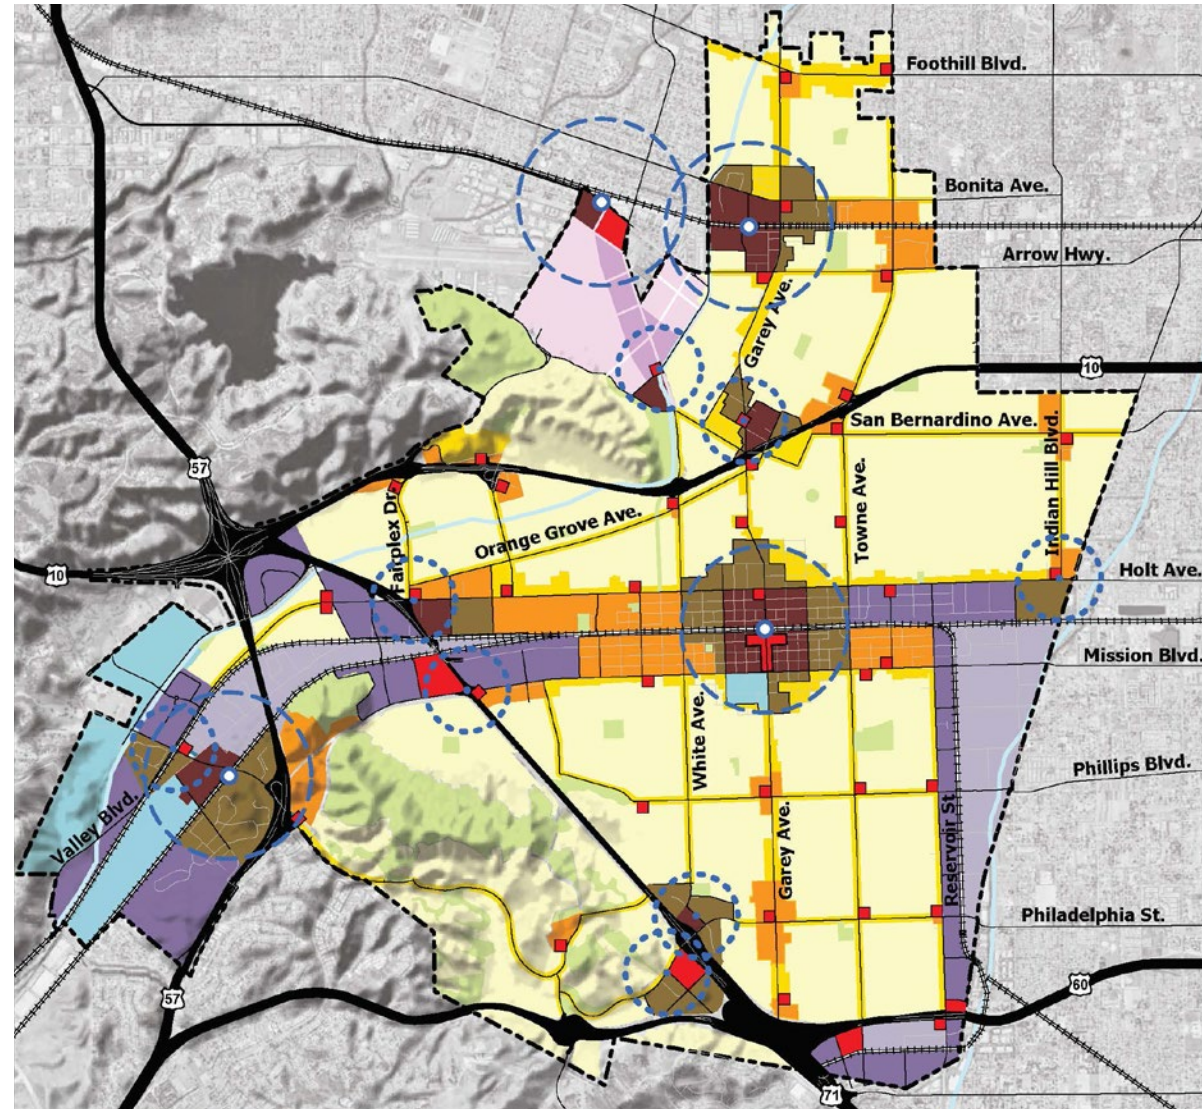 Foothill Blvd.
Bonita Ave.
Arrow Hwy.
Garey Ave.
10
San Bernardino Ave.
57
Indian Hill Blvd.
Towne Ave.
Fairplex Dr.
Orange Grove Ave.
10
Holt Ave.
Mission Blvd.
White Ave.
Phillips Blvd.
Valley Blvd.
Garey Ave.
Reservoir St.
Philadelphia St.
57
60
71